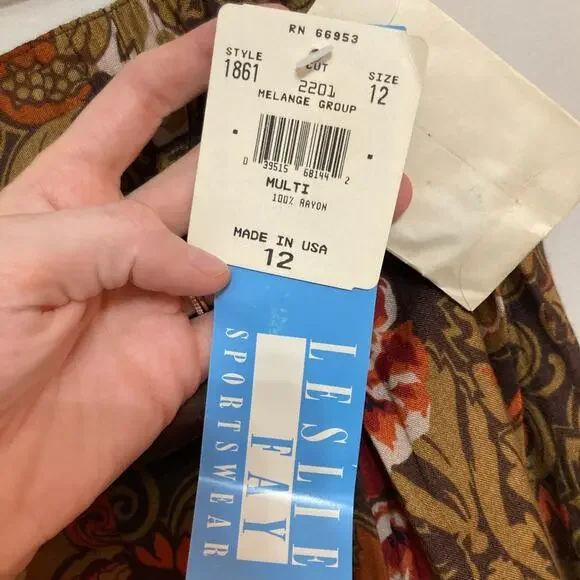 RN 66953
STYLE CUT SIZE
1861 2201 12
MELANGE GROUP
0 39515 68144 2
MULTI
100% RAYON
MADE IN USA
12
LESLIE
FAY
SPORTSWEAR